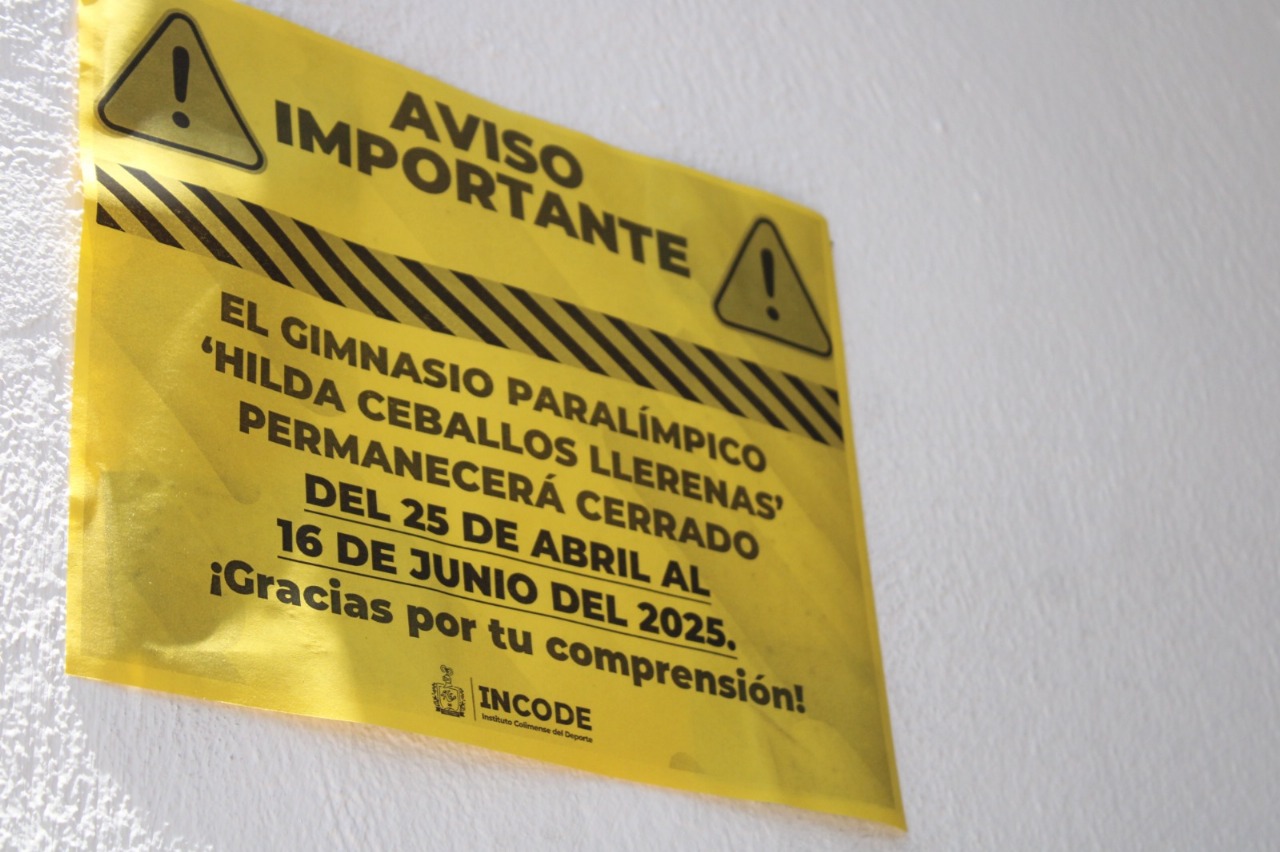 AVISO
IMPORTANTE
EL GIMNASIO PARALÍMPICO
‘HILDA CEBALLOS LLERENAS’
PERMANECERÁ CERRADO
DEL 25 DE ABRIL AL
16 DE JUNIO DEL 2025.
¡Gracias por tu comprensión!
INCODE
Instituto Colimense del Deporte